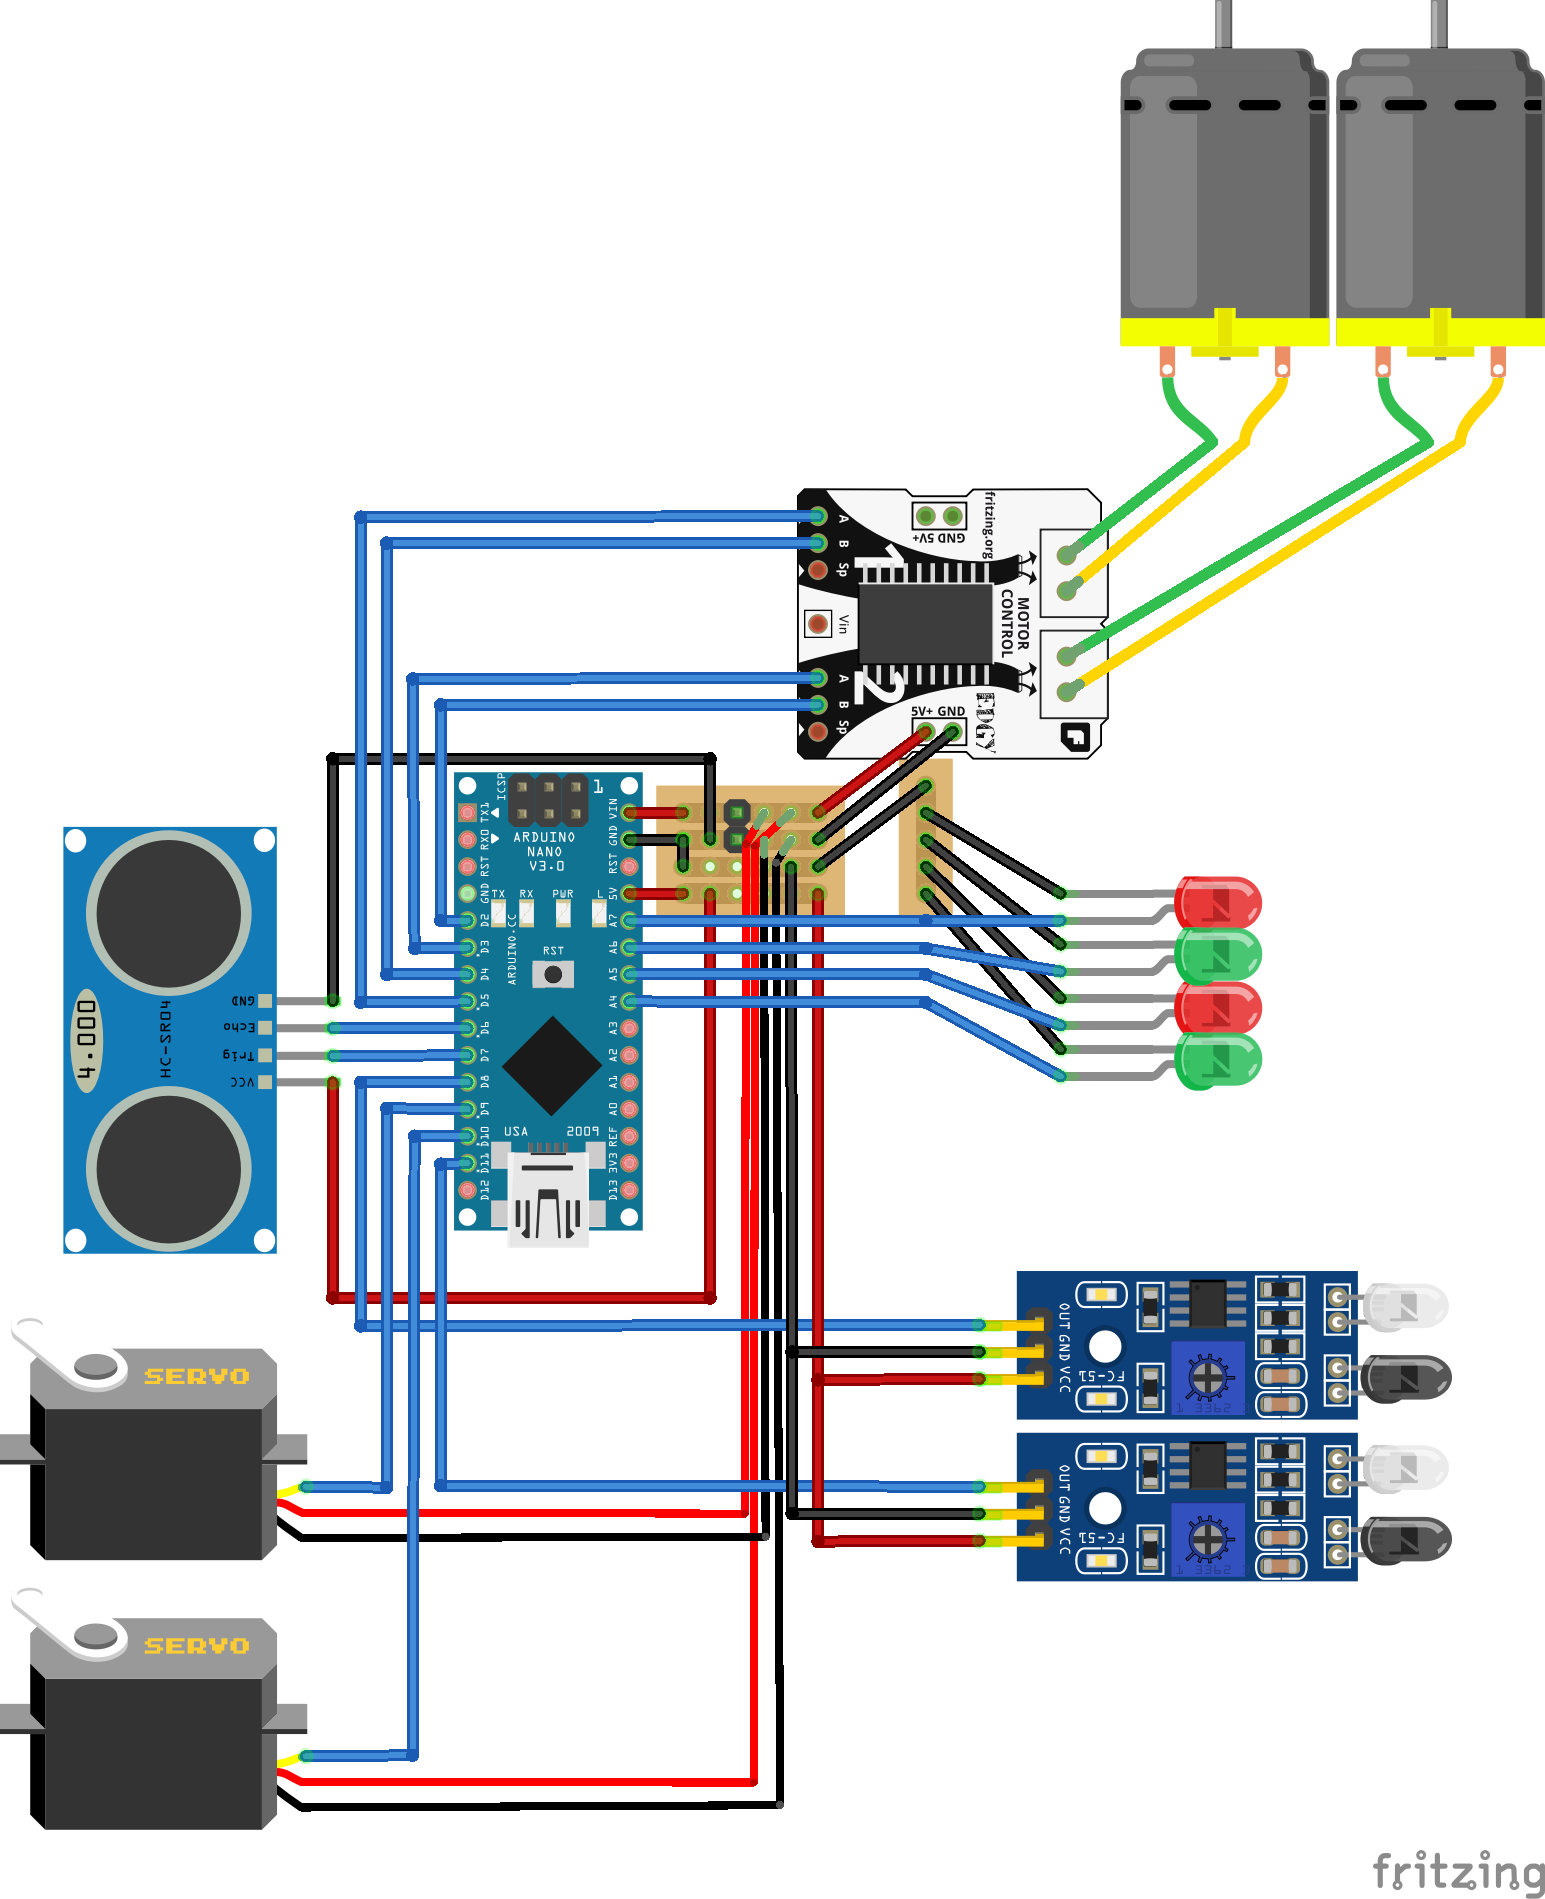 fritzing.org
GND 5V+
A
B
Sp
1
Vin
MOTOR
CONTROL
2
A
B
Sp
5V+ GND
EDGY
F
ICSP
1
TX1
RX0
RST
GND
D2
D3
D4
D5
D6
D7
D8
D9
D10
D11
D12
VIN
GND
RST
5V
A7
A6
A5
A4
A3
A2
A1
A0
REF
3V3
D13
ARDUINO
NANO
V3.0
TX RX PWR L
ARDUINO.CC
RST
USA 2009
GND
Echo
Trig
VCC
HC-SR04
4.000
OUT GND VCC
FC-51
1 3362
OUT GND VCC
FC-51
1 3362
SERVO
SERVO
fritzing